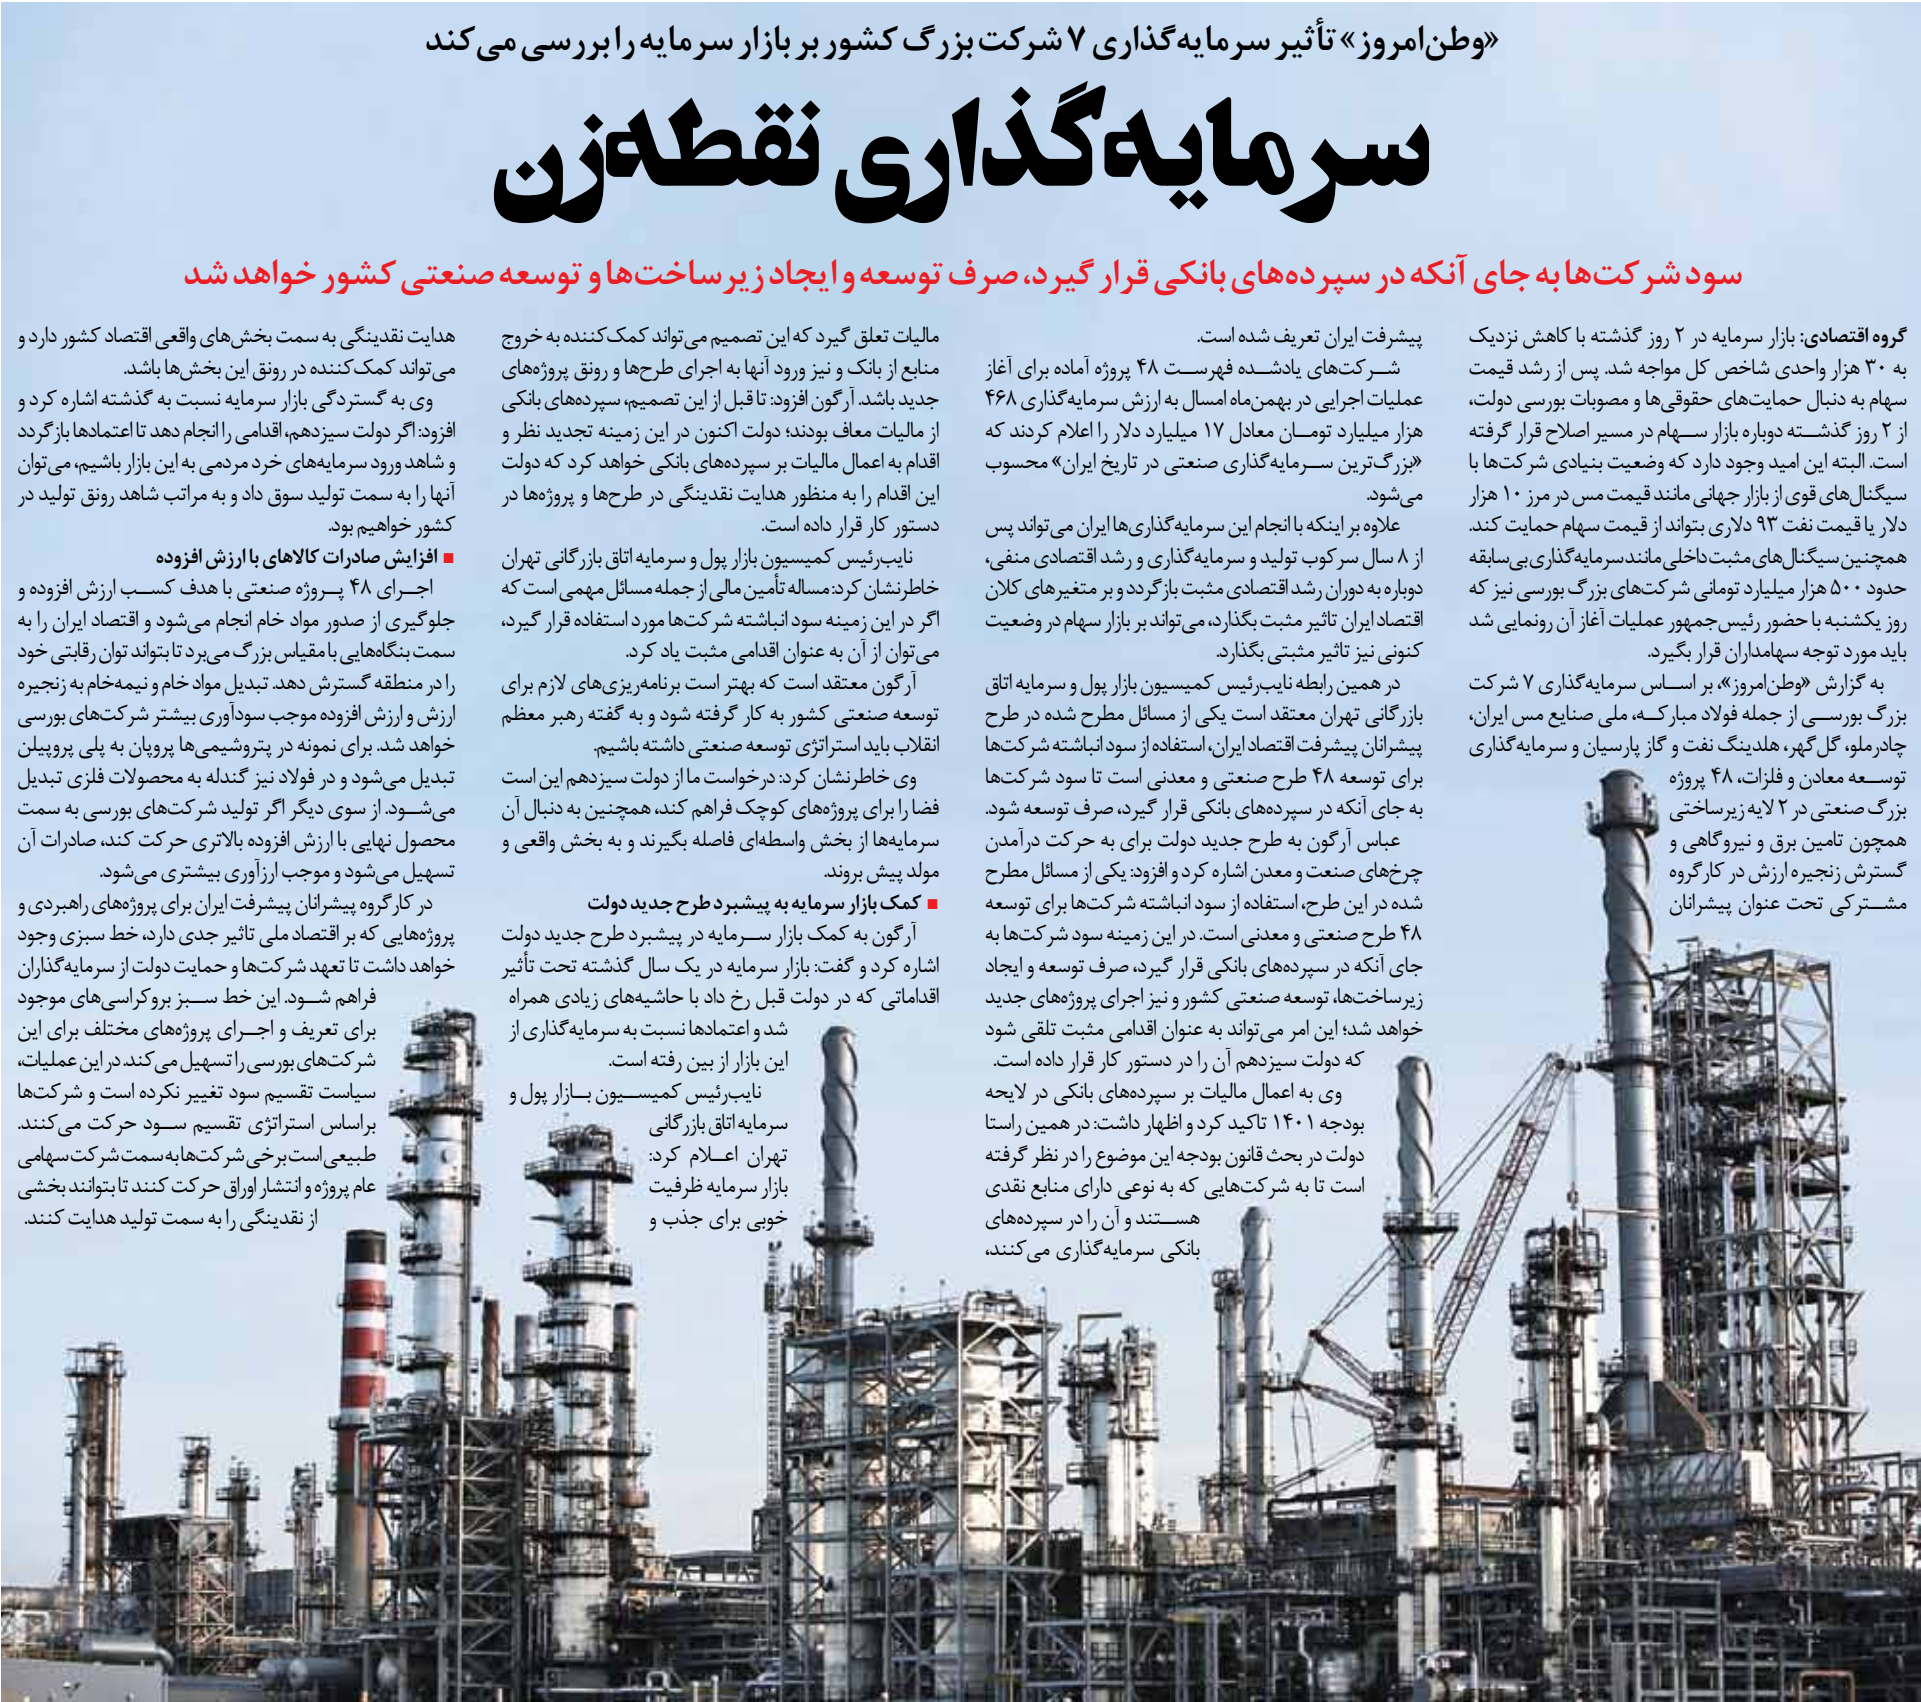 «وطن‌امروز» تأثیر سرمایه‌گذاری ۷ شرکت بزرگ کشور بر بازار سرمایه را بررسی می‌کند
سرمایه‌گذاری نقطه‌زن
سود شرکت‌ها به جای آنکه در سپرده‌های بانکی قرار گیرد، صرف توسعه و ایجاد زیرساخت‌ها و توسعه صنعتی کشور خواهد شد
گروه اقتصادی: بازار سرمایه در ۲ روز گذشته با کاهش نزدیک
به ۳۰ هزار واحدی شاخص کل مواجه شد. پس از رشد قیمت
سهام به دنبال حمایت‌های حقوقی‌ها و مصوبات بورسی دولت،
از ۲ روز گذشـــته دوباره بازار ســـهام در مسیر اصلاح قرار گرفته
است. البته این امید وجود دارد که وضعیت بنیادی شرکت‌ها با
سیگنال‌های قوی از بازار جهانی مانند قیمت مس در مرز ۱۰ هزار
دلار یا قیمت نفت ۹۳ دلاری بتواند از قیمت سهام حمایت کند.
همچنین سیگنال‌های مثبت داخلی مانند سرمایه‌گذاری بی‌سابقه
حدود ۵۰۰ هزار میلیارد تومانی شرکت‌های بزرگ بورسی نیز که
روز یکشنبه با حضور رئیس‌جمهور عملیات آغاز آن رونمایی شد
باید مورد توجه سهامداران قرار بگیرد.
به گزارش «وطن‌امروز»، بر اســـاس سرمایه‌گذاری ۷ شرکت
بزرگ بورســـی از جمله فولاد مبارکـــه، ملی صنایع مس ایران،
چادرملو، گل‌گهر، هلدینگ نفت و گاز پارسیان و سرمایه‌گذاری
توســـعه معادن و فلزات، ۴۸ پروژه
بزرگ صنعتی در ۲ لایه زیرساختی
همچون تامین برق و نیروگاهی و
گسترش زنجیره ارزش در کارگروه
مشـــترکی تحت عنوان پیشرانان
پیشرفت ایران تعریف شده است.
شـــرکت‌های یادشـــده فهرســـت ۴۸ پروژه آماده برای آغاز
عملیات اجرایی در بهمن‌ماه امسال به ارزش سرمایه‌گذاری ۴۶۸
هزار میلیارد تومـــان معادل ۱۷ میلیارد دلار را اعلام کردند که
«بزرگ‌ترین ســـرمایه‌گذاری صنعتی در تاریخ ایران» محسوب
می‌شود.
علاوه بر اینکه با انجام این سرمایه‌گذاری‌ها ایران می‌تواند پس
از ۸ سال سرکوب تولید و سرمایه‌گذاری و رشد اقتصادی منفی،
دوباره به دوران رشد اقتصادی مثبت بازگردد و بر متغیرهای کلان
اقتصاد ایران تاثیر مثبت بگذارد، می‌تواند بر بازار سهام در وضعیت
کنونی نیز تاثیر مثبتی بگذارد.
در همین رابطه نایب‌رئیس کمیسیون بازار پول و سرمایه اتاق
بازرگانی تهران معتقد است یکی از مسائل مطرح شده در طرح
پیشرانان پیشرفت اقتصاد ایران، استفاده از سود انباشته شرکت‌ها
برای توسعه ۴۸ طرح صنعتی و معدنی است تا سود شرکت‌ها
به جای آنکه در سپرده‌های بانکی قرار گیرد، صرف توسعه شود.
عباس آرگون به طرح جدید دولت برای به حرکت درآمدن
چرخ‌های صنعت و معدن اشاره کرد و افزود: یکی از مسائل مطرح
شده در این طرح، استفاده از سود انباشته شرکت‌ها برای توسعه
۴۸ طرح صنعتی و معدنی است. در این زمینه سود شرکت‌ها به
جای آنکه در سپرده‌های بانکی قرار گیرد، صرف توسعه و ایجاد
زیرساخت‌ها، توسعه صنعتی کشور و نیز اجرای پروژه‌های جدید
خواهد شد؛ این امر می‌تواند به عنوان اقدامی مثبت تلقی شود
که دولت سیزدهم آن را در دستور کار قرار داده است.
وی به اعمال مالیات بر سپرده‌های بانکی در لایحه
بودجه ۱۴۰۱ تاکید کرد و اظهار داشت: در همین راستا
دولت در بحث قانون بودجه این موضوع را در نظر گرفته
است تا به شرکت‌هایی که به نوعی دارای منابع نقدی
هســـتند و آن را در سپرده‌های
بانکی سرمایه‌گذاری می‌کنند،
مالیات تعلق گیرد که این تصمیم می‌تواند کمک‌کننده به خروج
منابع از بانک و نیز ورود آنها به اجرای طرح‌ها و رونق پروژه‌های
جدید باشد. آرگون افزود: تا قبل از این تصمیم، سپرده‌های بانکی
از مالیات معاف بودند؛ دولت اکنون در این زمینه تجدید نظر و
اقدام به اعمال مالیات بر سپرده‌های بانکی خواهد کرد که دولت
این اقدام را به منظور هدایت نقدینگی در طرح‌ها و پروژه‌ها در
دستور کار قرار داده است.
نایب‌رئیس کمیسیون بازار پول و سرمایه اتاق بازرگانی تهران
خاطرنشان کرد: مساله تأمین مالی از جمله مسائل مهمی است که
اگر در این زمینه سود انباشته شرکت‌ها مورد استفاده قرار گیرد،
می‌توان از آن به عنوان اقدامی مثبت یاد کرد.
آرگون معتقد است که بهتر است برنامه‌ریزی‌های لازم برای
توسعه صنعتی کشور به کار گرفته شود و به گفته رهبر معظم
انقلاب باید استراتژی توسعه صنعتی داشته باشیم.
وی خاطرنشان کرد: درخواست ما از دولت سیزدهم این است
فضا را برای پروژه‌های کوچک فراهم کند، همچنین به دنبال آن
سرمایه‌ها از بخش واسطه‌ای فاصله بگیرند و به بخش واقعی و
مولد پیش بروند.
■ کمک بازار سرمایه به پیشبرد طرح جدید دولت
آرگون به کمک بازار ســـرمایه در پیشبرد طرح جدید دولت
اشاره کرد و گفت: بازار سرمایه در یک سال گذشته تحت تأثیر
اقداماتی که در دولت قبل رخ داد با حاشیه‌های زیادی همراه
شد و اعتمادها نسبت به سرمایه‌گذاری از
این بازار از بین رفته است.
نایب‌رئیس کمیســـیون بـــازار پول و
سرمایه اتاق بازرگانی
تهران اعـــلام کرد:
بازار سرمایه ظرفیت
خوبی برای جذب و
هدایت نقدینگی به سمت بخش‌های واقعی اقتصاد کشور دارد و
می‌تواند کمک‌کننده در رونق این بخش‌ها باشد.
وی به گستردگی بازار سرمایه نسبت به گذشته اشاره کرد و
افزود: اگر دولت سیزدهم، اقدامی را انجام دهد تا اعتمادها بازگردد
و شاهد ورود سرمایه‌های خرد مردمی به این بازار باشیم، می‌توان
آنها را به سمت تولید سوق داد و به مراتب شاهد رونق تولید در
کشور خواهیم بود.
■ افزایش صادرات کالاهای با ارزش افزوده
اجـــرای ۴۸ پـــروژه صنعتی با هدف کســـب ارزش افزوده و
جلوگیری از صدور مواد خام انجام می‌شود و اقتصاد ایران را به
سمت بنگاه‌هایی با مقیاس بزرگ می‌برد تا بتواند توان رقابتی خود
را در منطقه گسترش دهد. تبدیل مواد خام و نیمه‌خام به زنجیره
ارزش و ارزش افزوده موجب سودآوری بیشتر شرکت‌های بورسی
خواهد شد. برای نمونه در پتروشیمی‌ها پروپان به پلی پروپیلن
تبدیل می‌شود و در فولاد نیز گندله به محصولات فلزی تبدیل
می‌شـــود. از سوی دیگر اگر تولید شرکت‌های بورسی به سمت
محصول نهایی با ارزش افزوده بالاتری حرکت کند، صادرات آن
تسهیل می‌شود و موجب ارزآوری بیشتری می‌شود.
در کارگروه پیشرانان پیشرفت ایران برای پروژه‌های راهبردی و
پروژه‌هایی که بر اقتصاد ملی تاثیر جدی دارد، خط سبزی وجود
خواهد داشت تا تعهد شرکت‌ها و حمایت دولت از سرمایه‌گذاران
فراهم شـــود. این خط ســـبز بروکراسی‌های موجود
برای تعریف و اجـــرای پروژه‌های مختلف برای این
شرکت‌های بورسی را تسهیل می‌کند در این عملیات،
سیاست تقسیم سود تغییر نکرده است و شرکت‌ها
براساس استراتژی تقسیم ســـود حرکت می‌کنند.
طبیعی است برخی شرکت‌ها به سمت شرکت سهامی
عام پروژه و انتشار اوراق حرکت کنند تا بتوانند بخشی
از نقدینگی را به سمت تولید هدایت کنند.